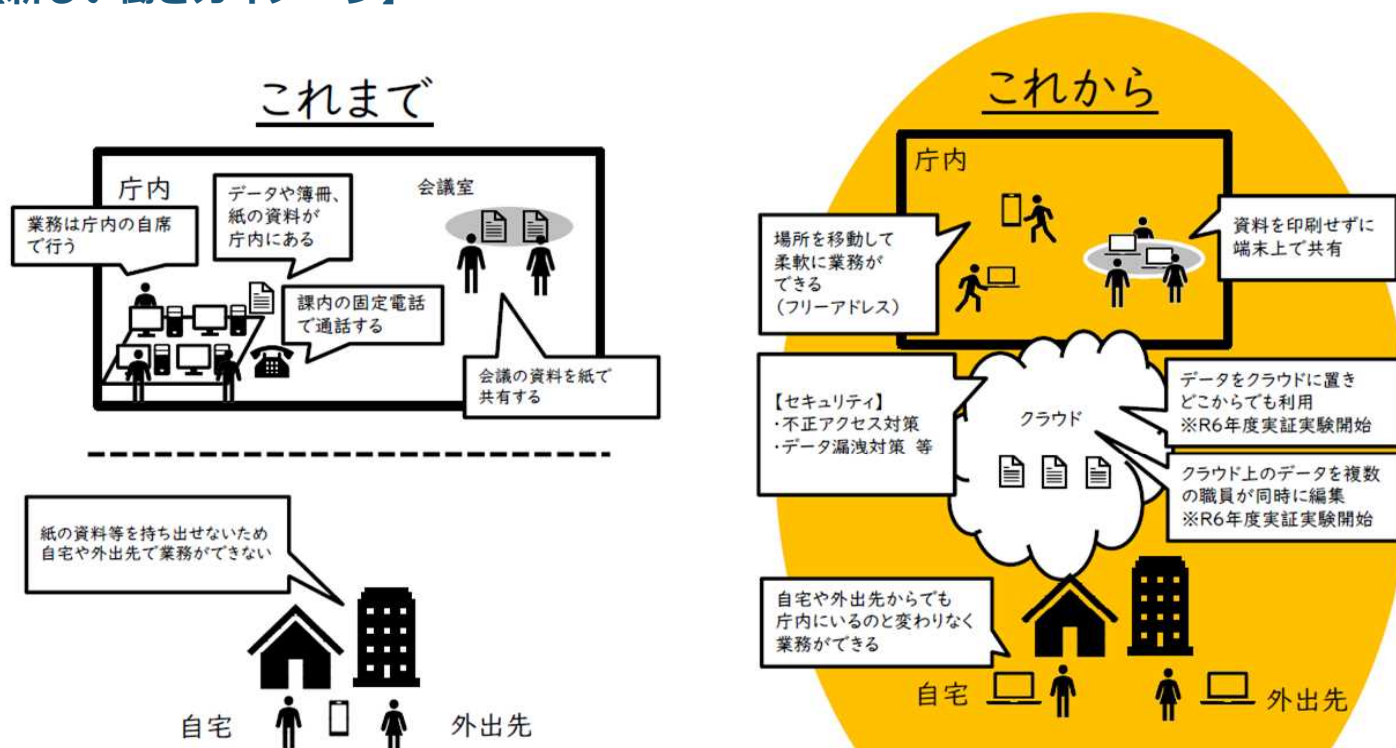 これまで
庁内
業務は庁内の自席
で行う
データや簿冊、
紙の資料が
庁内にある
会議室
課内の固定電話
で通話する
会議の資料を紙で
共有する
紙の資料等を持ち出せないため
自宅や外出先で業務ができない
自宅
外出先
これから
庁内
場所を移動して
柔軟に業務が
できる
(フリーアドレス)
資料を印刷せずに
端末上で共有
【セキュリティ】
・不正アクセス対策
・データ漏洩対策 等
クラウド
データをクラウドに置き
どこからでも利用
※R6年度実証実験開始
クラウド上のデータを複数
の職員が同時に編集
※R6年度実証実験開始
自宅や外出先からでも
庁内にいるのと変わりなく
業務ができる
自宅
外出先